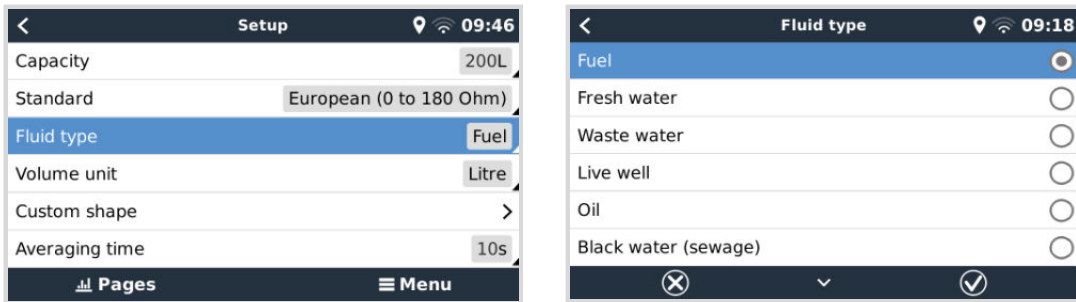 Setup 09:46
Capacity 200L
Standard European (0 to 180 Ohm)
Fluid type Fuel
Volume unit Litre
Custom shape
Averaging time 10s
Pages Menu
Fluid type 09:18
Fuel
Fresh water
Waste water
Live well
Oil
Black water (sewage)